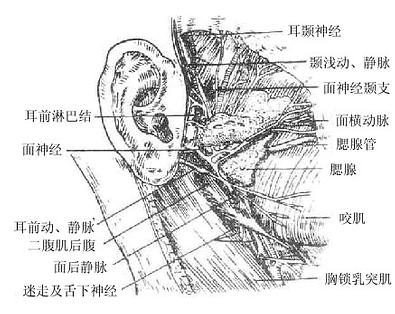 耳颞神经
颞浅动、静脉
面神经颞支
耳前淋巴结
面横动脉
面神经
腮腺管
腮腺
耳前动、静脉
咬肌
二腹肌后腹
面后静脉
胸锁乳突肌
迷走及舌下神经